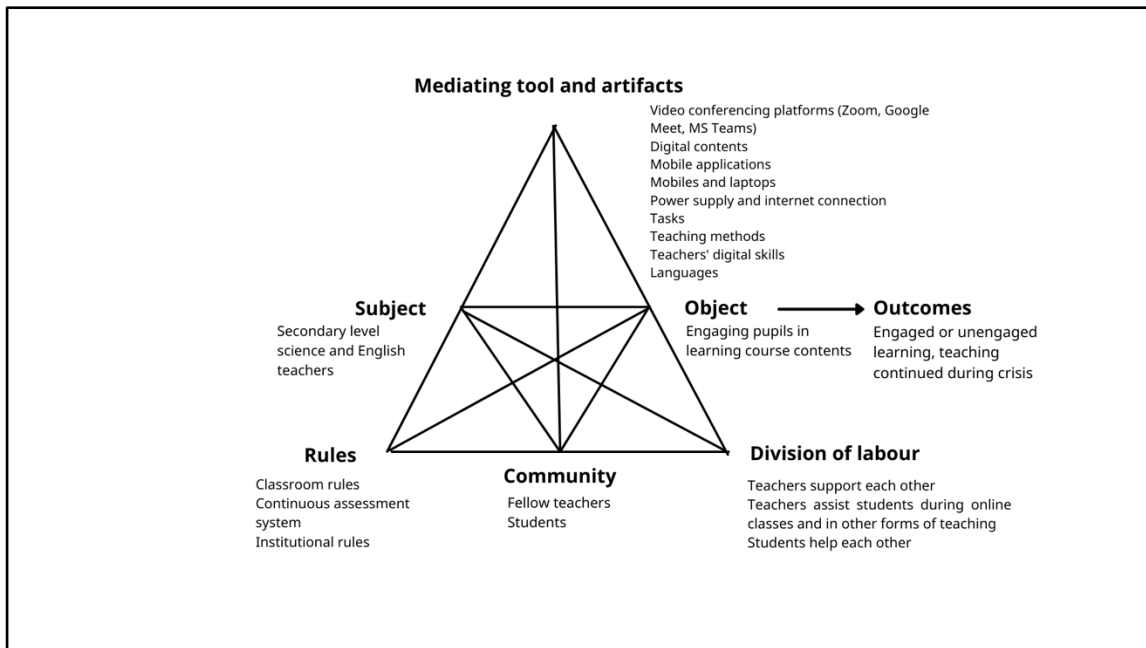 Mediating tool and artifacts
Video conferencing platforms (Zoom, Google
Meet, MS Teams)
Digital contents
Mobile applications
Mobiles and laptops
Power supply and internet connection
Tasks
Teaching methods
Teachers' digital skills
Languages
Subject
Secondary level
science and English
teachers
Object
Engaging pupils in
learning course contents
Outcomes
Engaged or unengaged
learning, teaching
continued during crisis
Rules
Classroom rules
Continuous assessment
system
Institutional rules
Community
Fellow teachers
Students
Division of labour
Teachers support each other
Teachers assist students during online
classes and in other forms of teaching
Students help each other